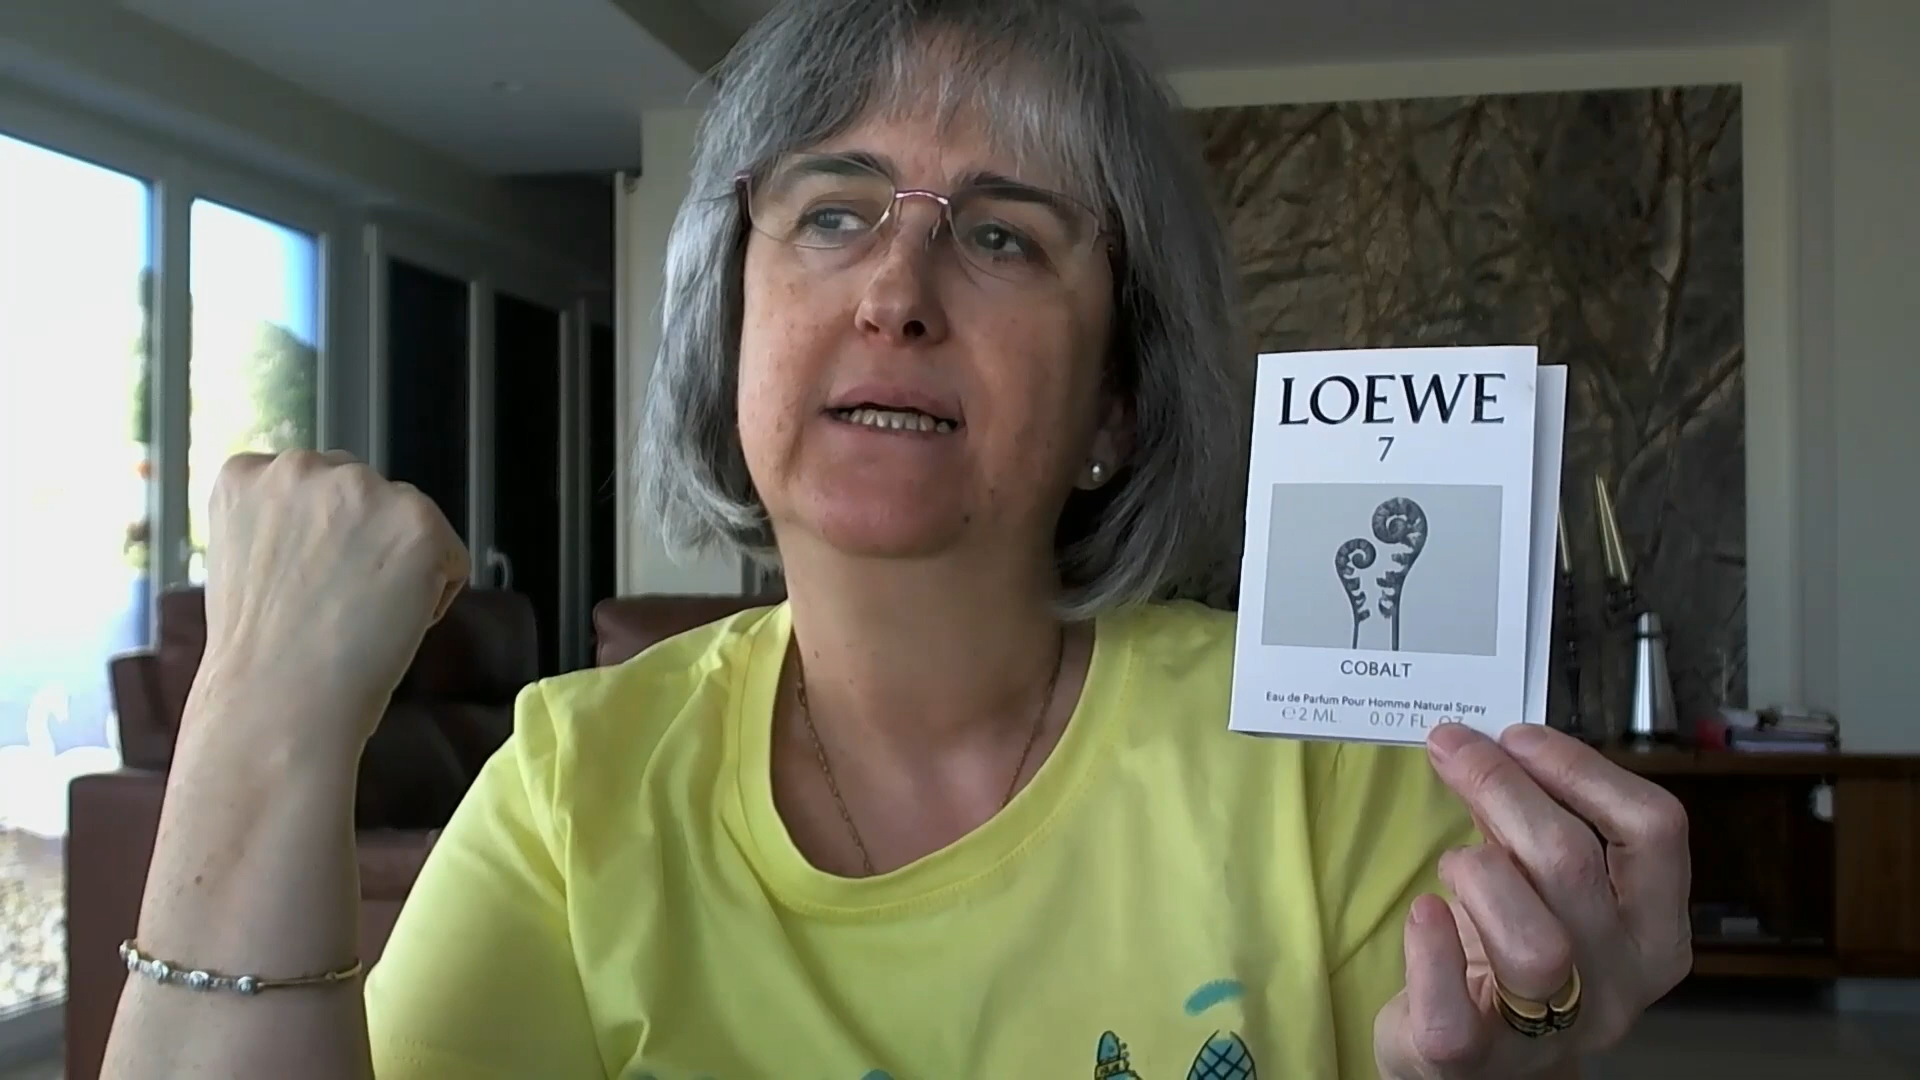 LOEWE
7
COBALT
Eau de Parfum Pour Homme Natural Spray
℮2 ML. 0.07 FL. OZ